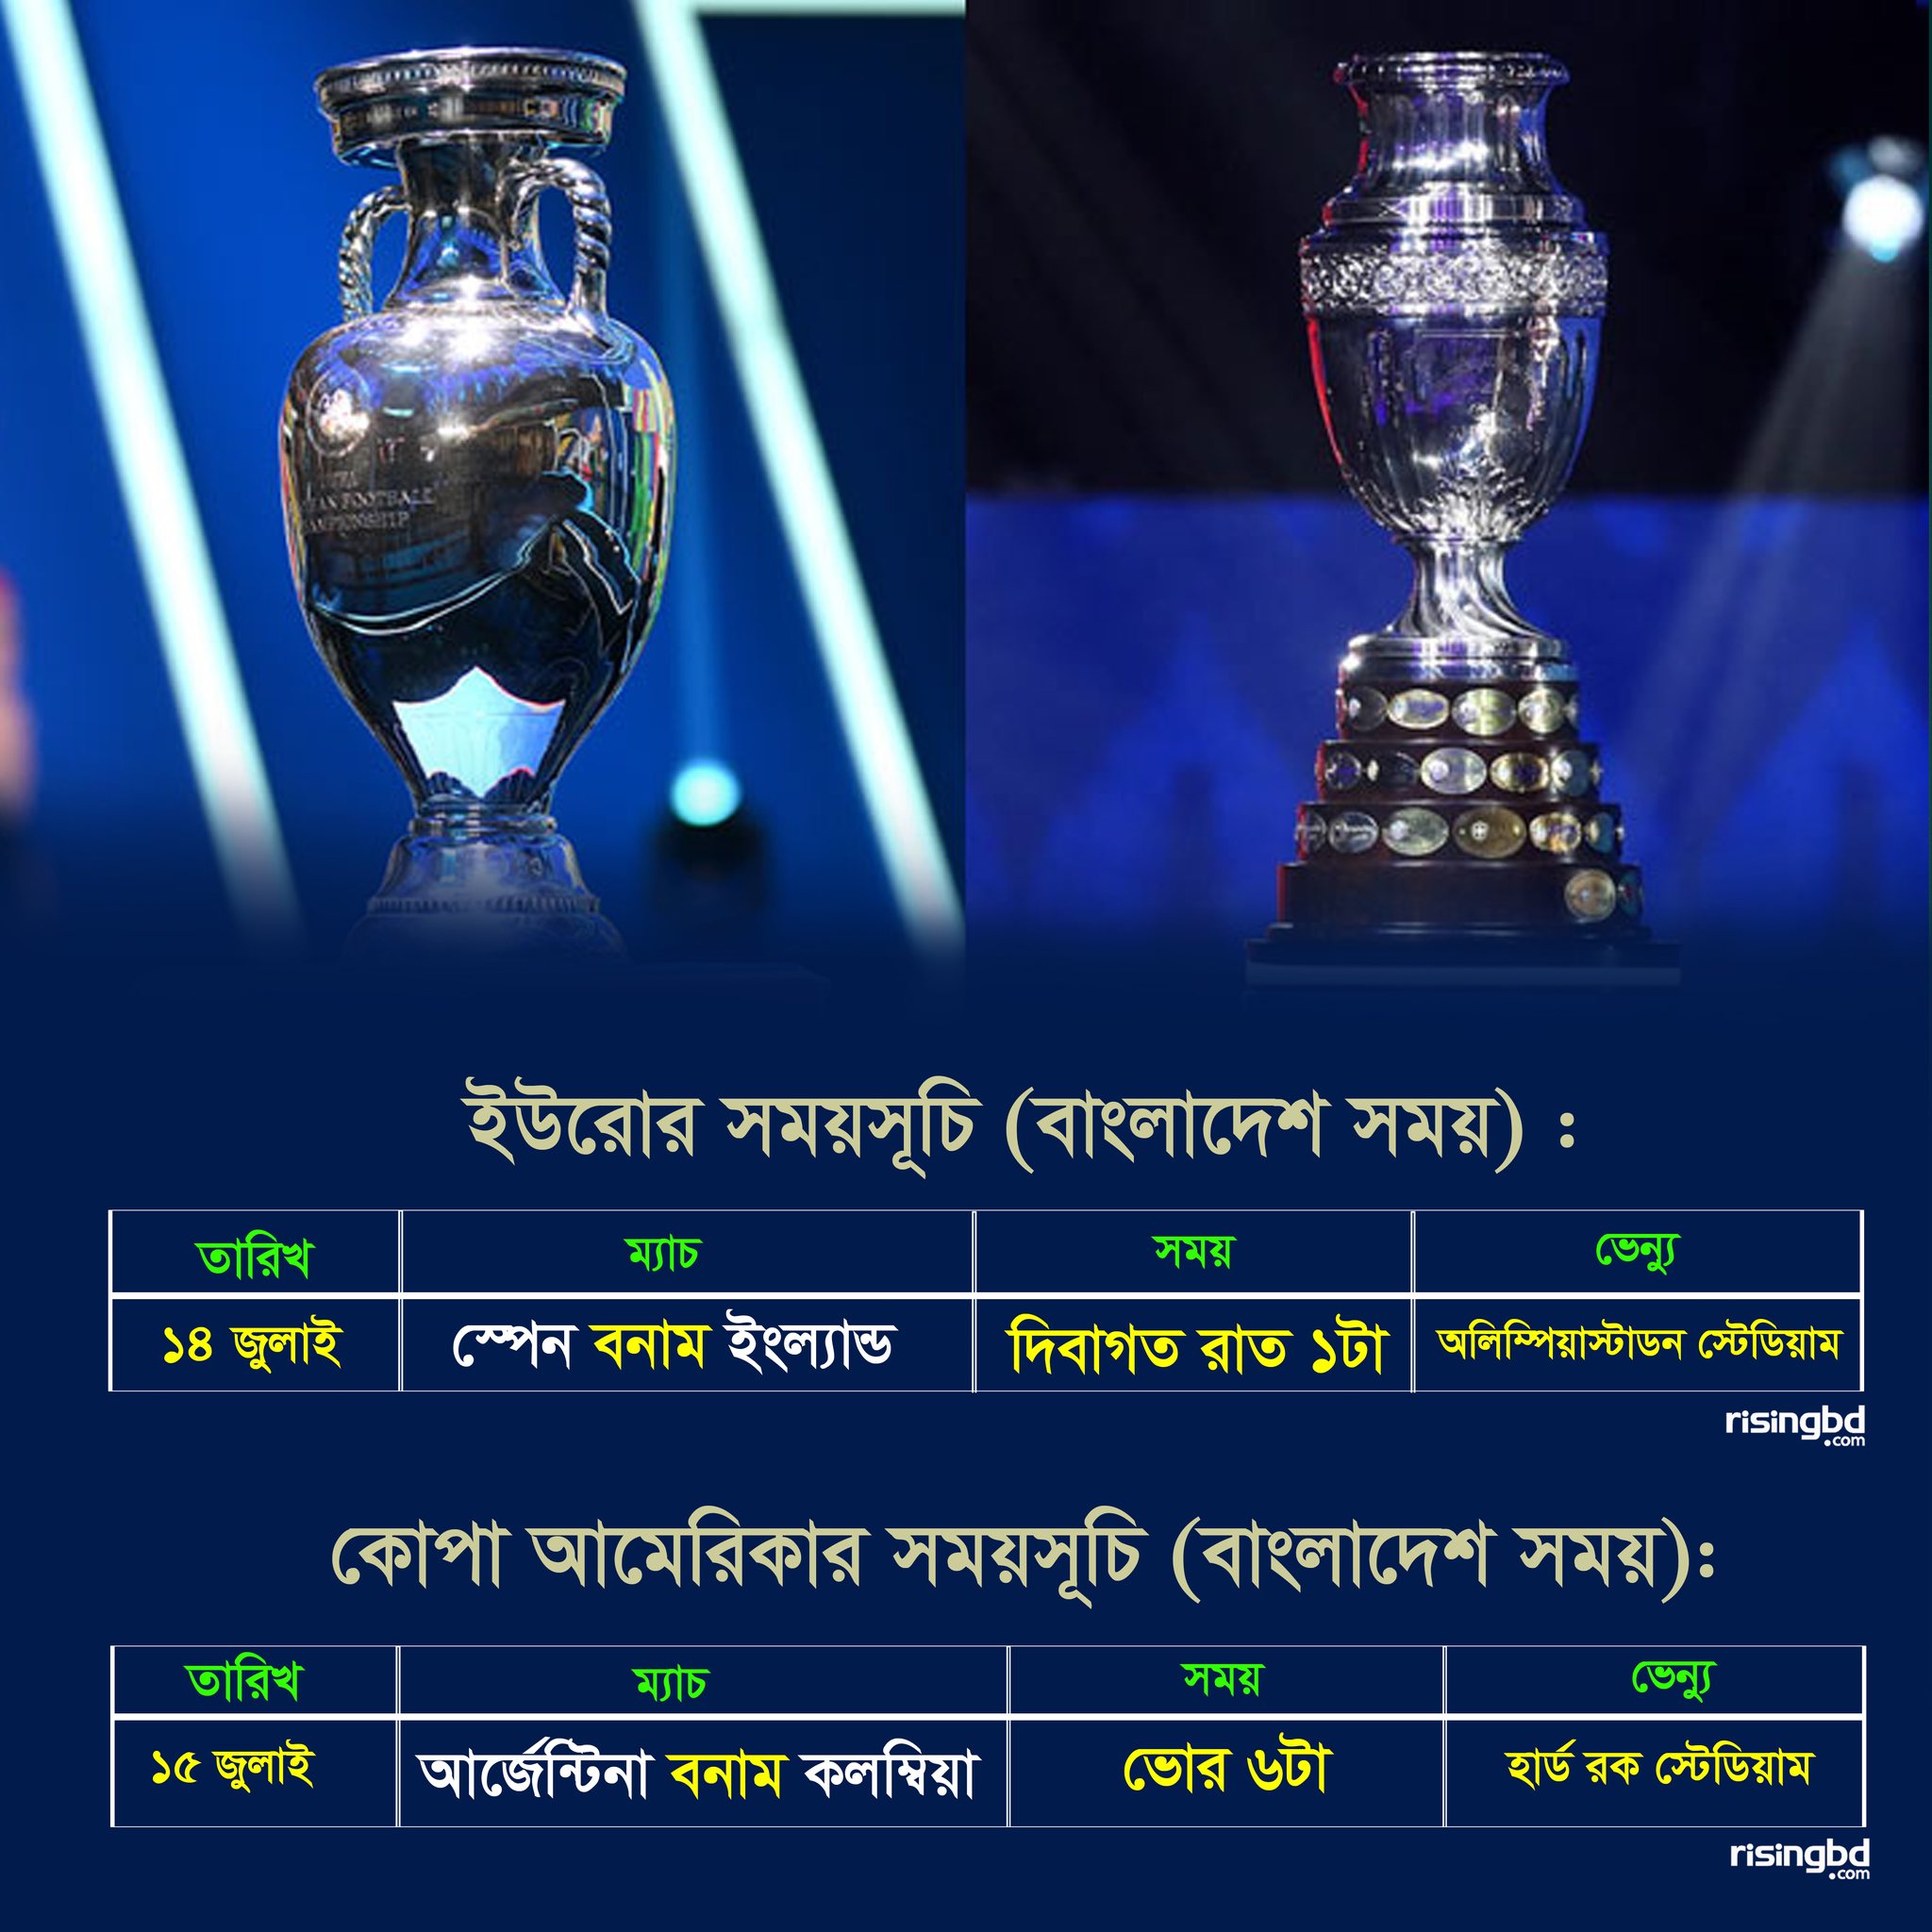 FOOTBALL
ইউরোর সময়সূচি (বাংলাদেশ সময়) :
তারিখ ম্যাচ সময় ভেন্যু
১৪ জুলাই স্পেন বনাম ইংল্যান্ড দিবাগত রাত ১টা অলিম্পিয়াস্টাডন স্টেডিয়াম
risingbd
.com
কোপা আমেরিকার সময়সূচি (বাংলাদেশ সময়):
তারিখ ম্যাচ সময় ভেন্যু
১৫ জুলাই আর্জেন্টিনা বনাম কলম্বিয়া ভোর ৬টা হার্ড রক স্টেডিয়াম
risingbd
.com